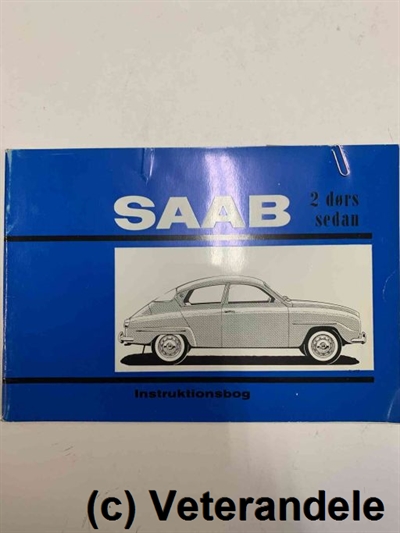 SAAB
2 dørs
sedan
Instruktionsbog
(c) Veterandele